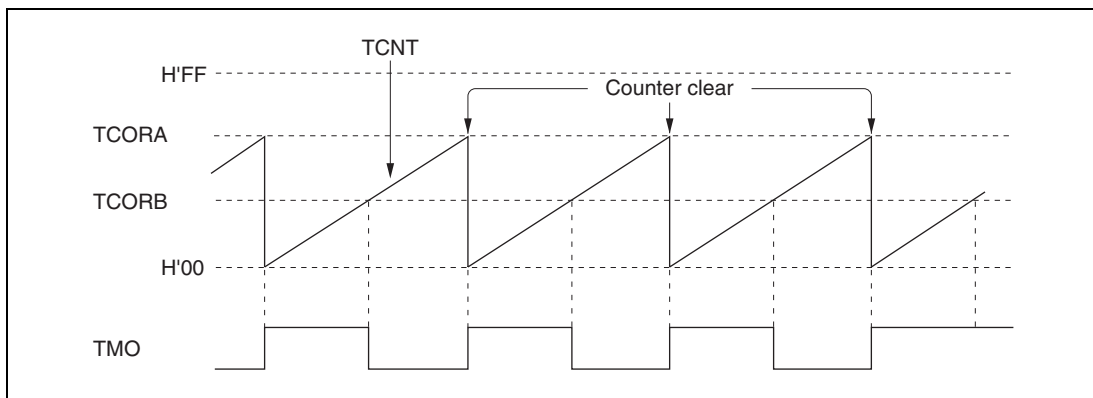 TCNT
H'FF
Counter clear
TCORA
TCORB
H'00
TMO